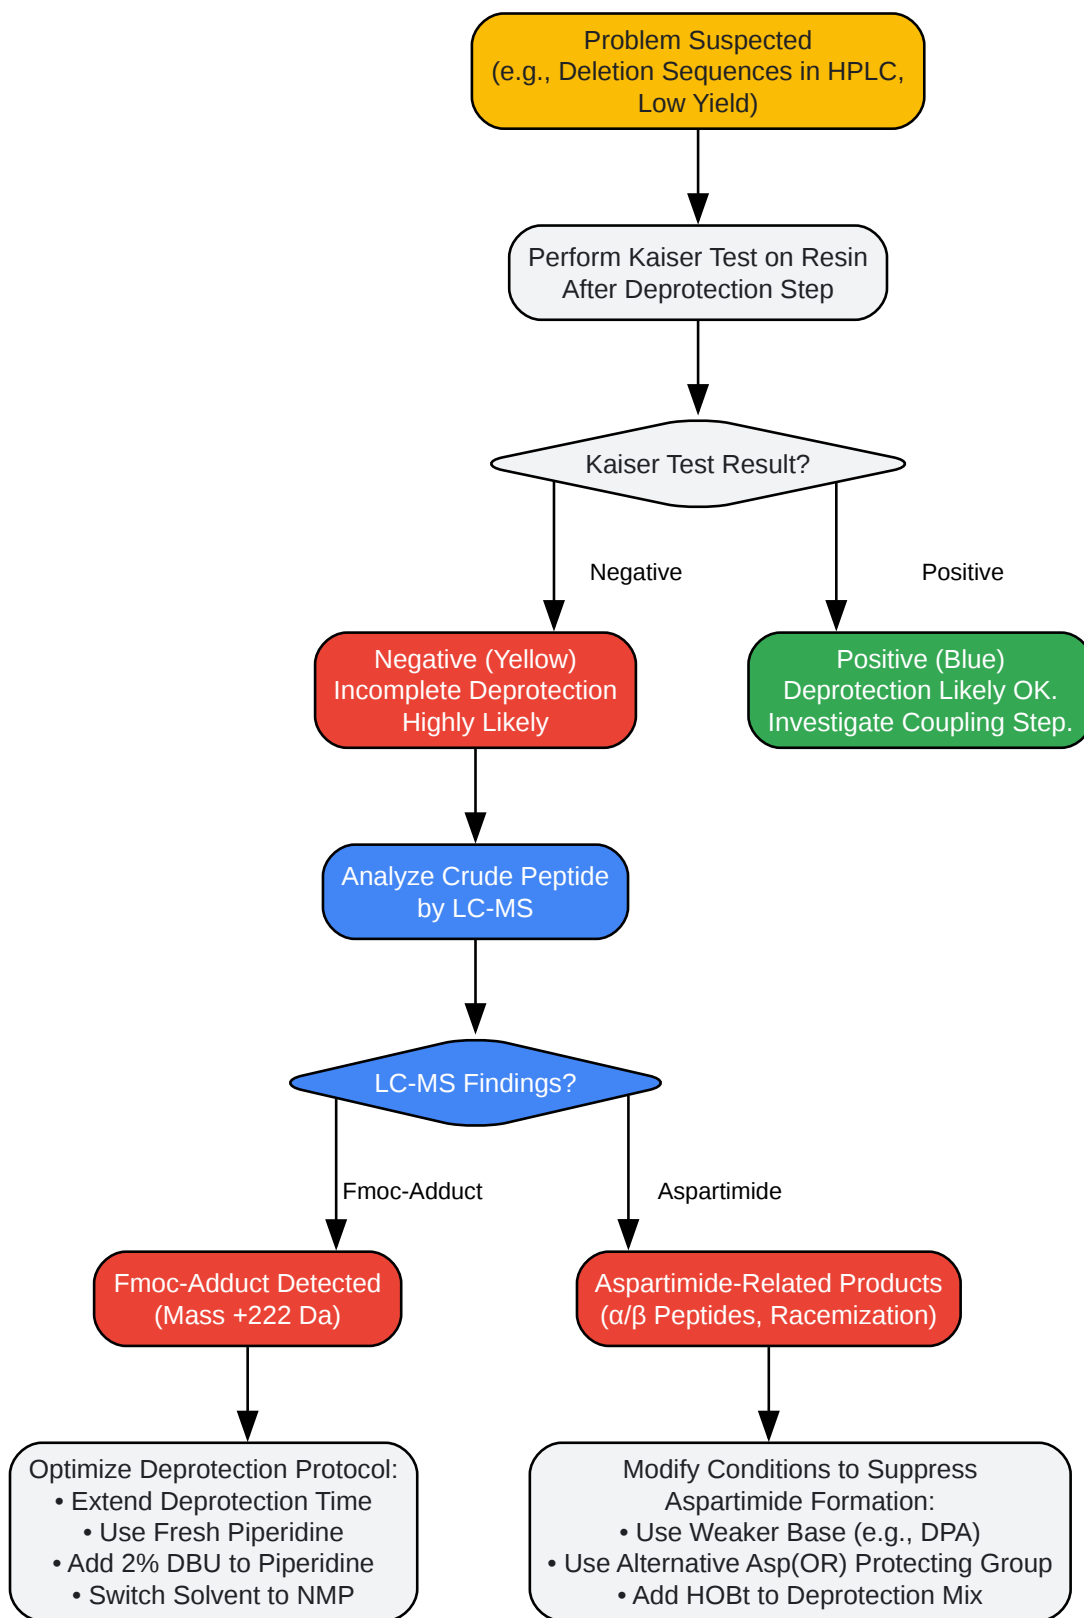 Problem Suspected
(e.g., Deletion Sequences in HPLC,
Low Yield)
Perform Kaiser Test on Resin
After Deprotection Step
Kaiser Test Result?
Negative
Positive
Negative (Yellow)
Incomplete Deprotection
Highly Likely
Positive (Blue)
Deprotection Likely OK.
Investigate Coupling Step.
Analyze Crude Peptide
by LC-MS
LC-MS Findings?
Fmoc-Adduct
Aspartimide
Fmoc-Adduct Detected
(Mass +222 Da)
Aspartimide-Related Products
(α/β Peptides, Racemization)
Optimize Deprotection Protocol:
• Extend Deprotection Time
• Use Fresh Piperidine
• Add 2% DBU to Piperidine
• Switch Solvent to NMP
Modify Conditions to Suppress
Aspartimide Formation:
• Use Weaker Base (e.g., DPA)
• Use Alternative Asp(OR) Protecting Group
• Add HOBt to Deprotection Mix